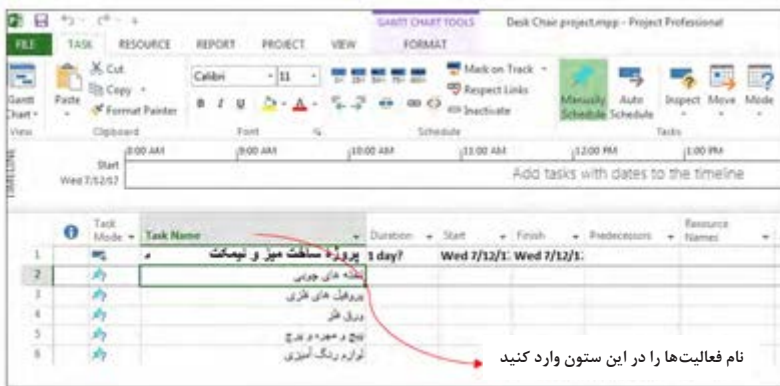 GANTT CHART TOOLS Desk Chair project.mpp - Project Professional
FILE TASK RESOURCE REPORT PROJECT VIEW FORMAT
Cut Calibri 11 Mark on Track
Gantt Chart Paste Copy Respect Links Manually Schedule Auto Schedule Inspect Move Mode
Format Painter B I U A Inactivate
View Clipboard Font Schedule Tasks
TIMELINE
Start
Wed 7/12/17
8:00 AM 9:00 AM 10:00 AM 11:00 AM 12:00 PM 1:00 PM
Add tasks with dates to the timeline
Task Mode Task Name Duration Start Finish Predecessors Resource Names
1 پروژه ساخت میز و نیمکت 1 day? Wed 7/12/1 Wed 7/12/1
2 تخته های چوبی
3 پروفیل های فلزی
4 ورق فلز
5 پیچ و مهره و پرچ
6 لوازم رنگ آمیزی
نام فعالیت‌ها را در این ستون وارد کنید